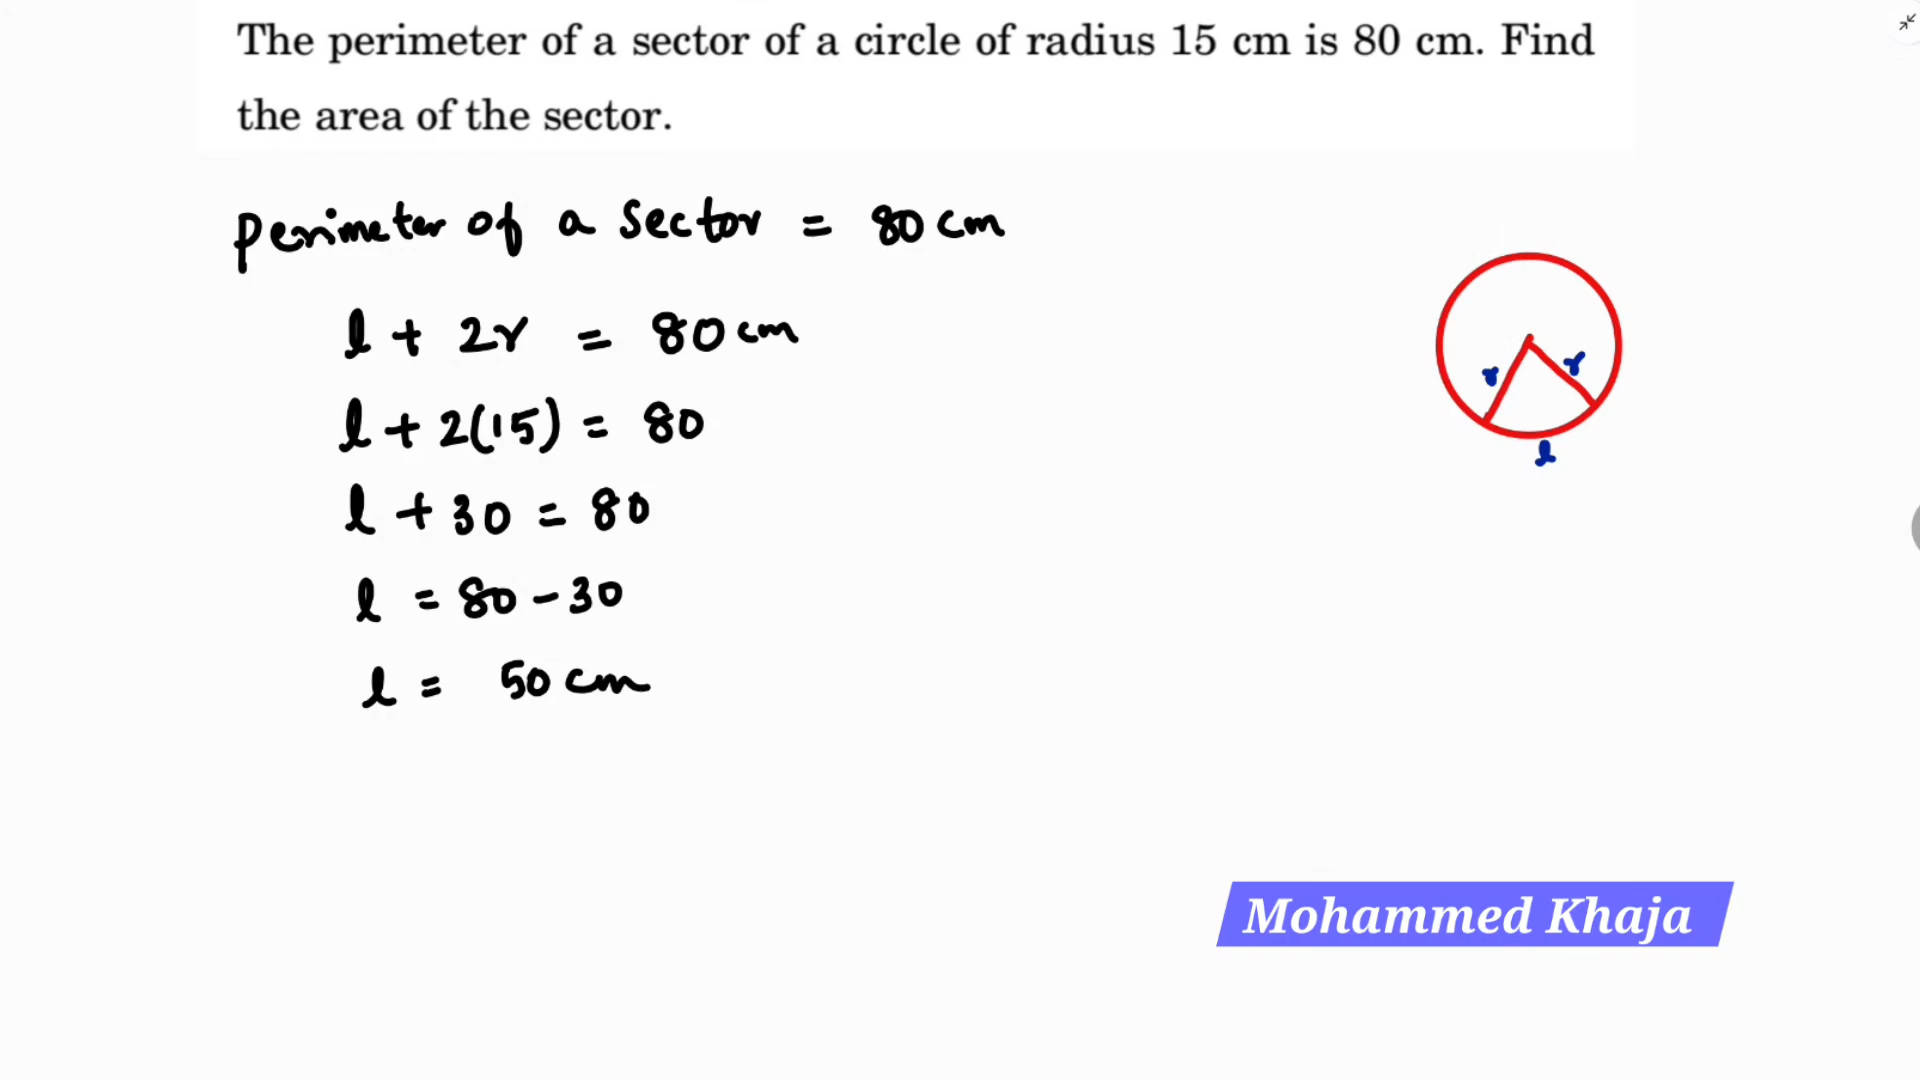 The perimeter of a sector of a circle of radius 15 cm is 80 cm. Find
the area of the sector.
perimeter of a sector = 80 cm
l + 2r = 80 cm
l + 2(15) = 80
l + 30 = 80
l = 80 - 30
l = 50 cm
r r
l
Mohammed Khaja